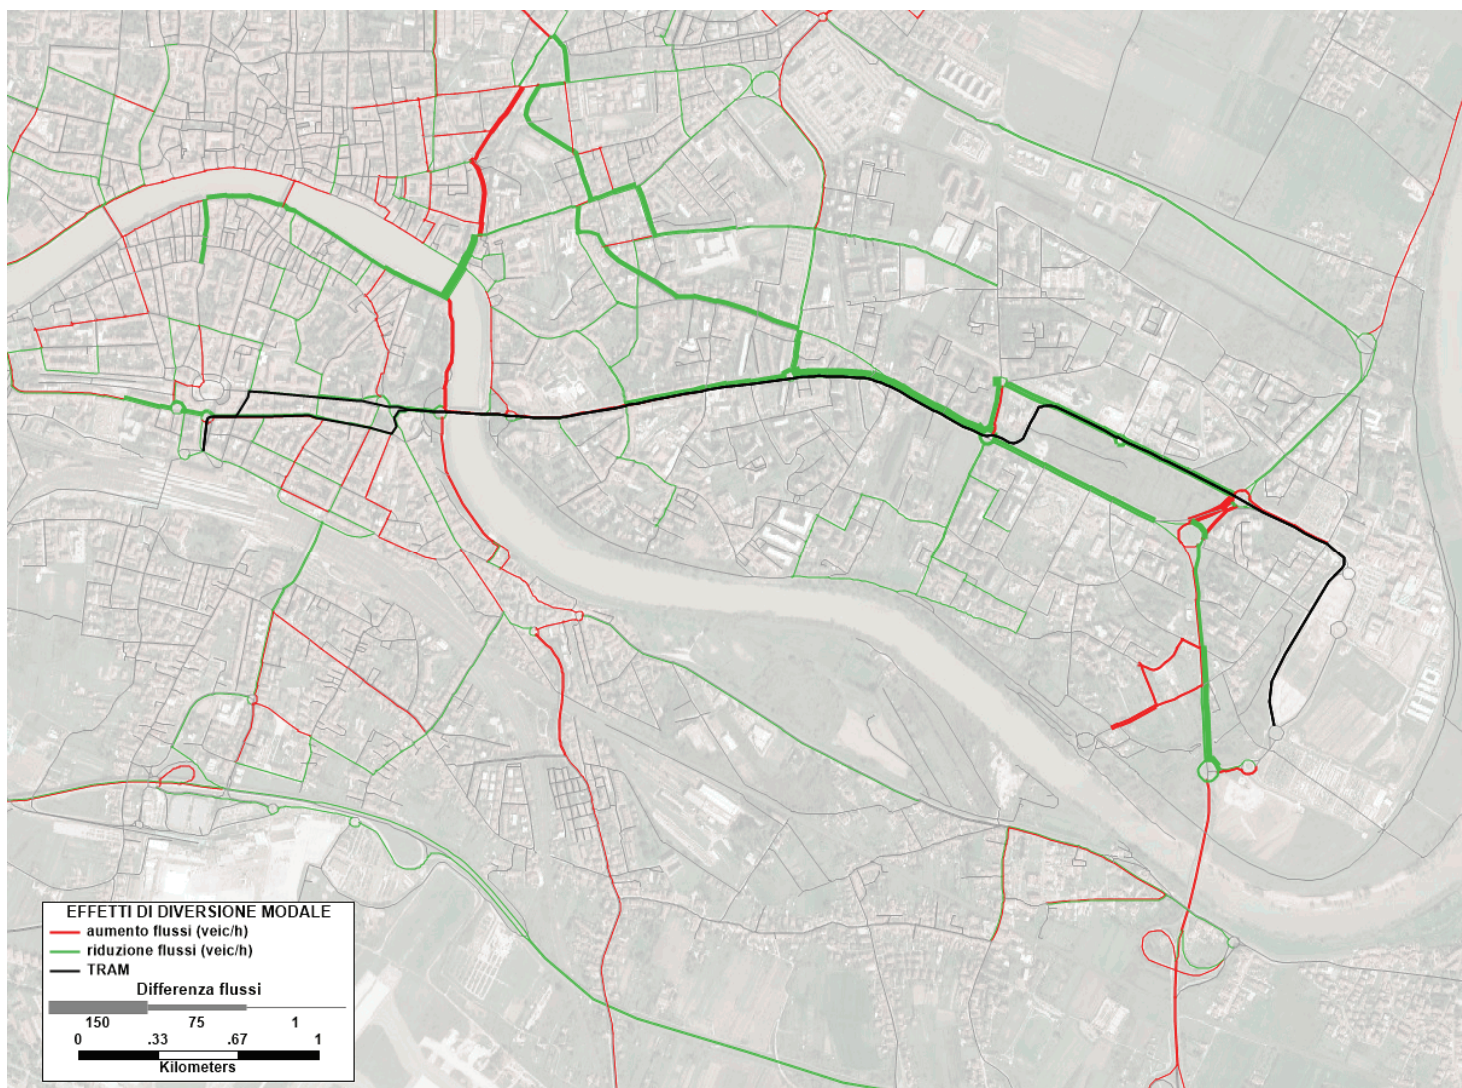 EFFETTI DI DIVERSIONE MODALE
aumento flussi (veic/h)
riduzione flussi (veic/h)
TRAM
Differenza flussi
150 75 1
0 .33 .67 1
Kilometers